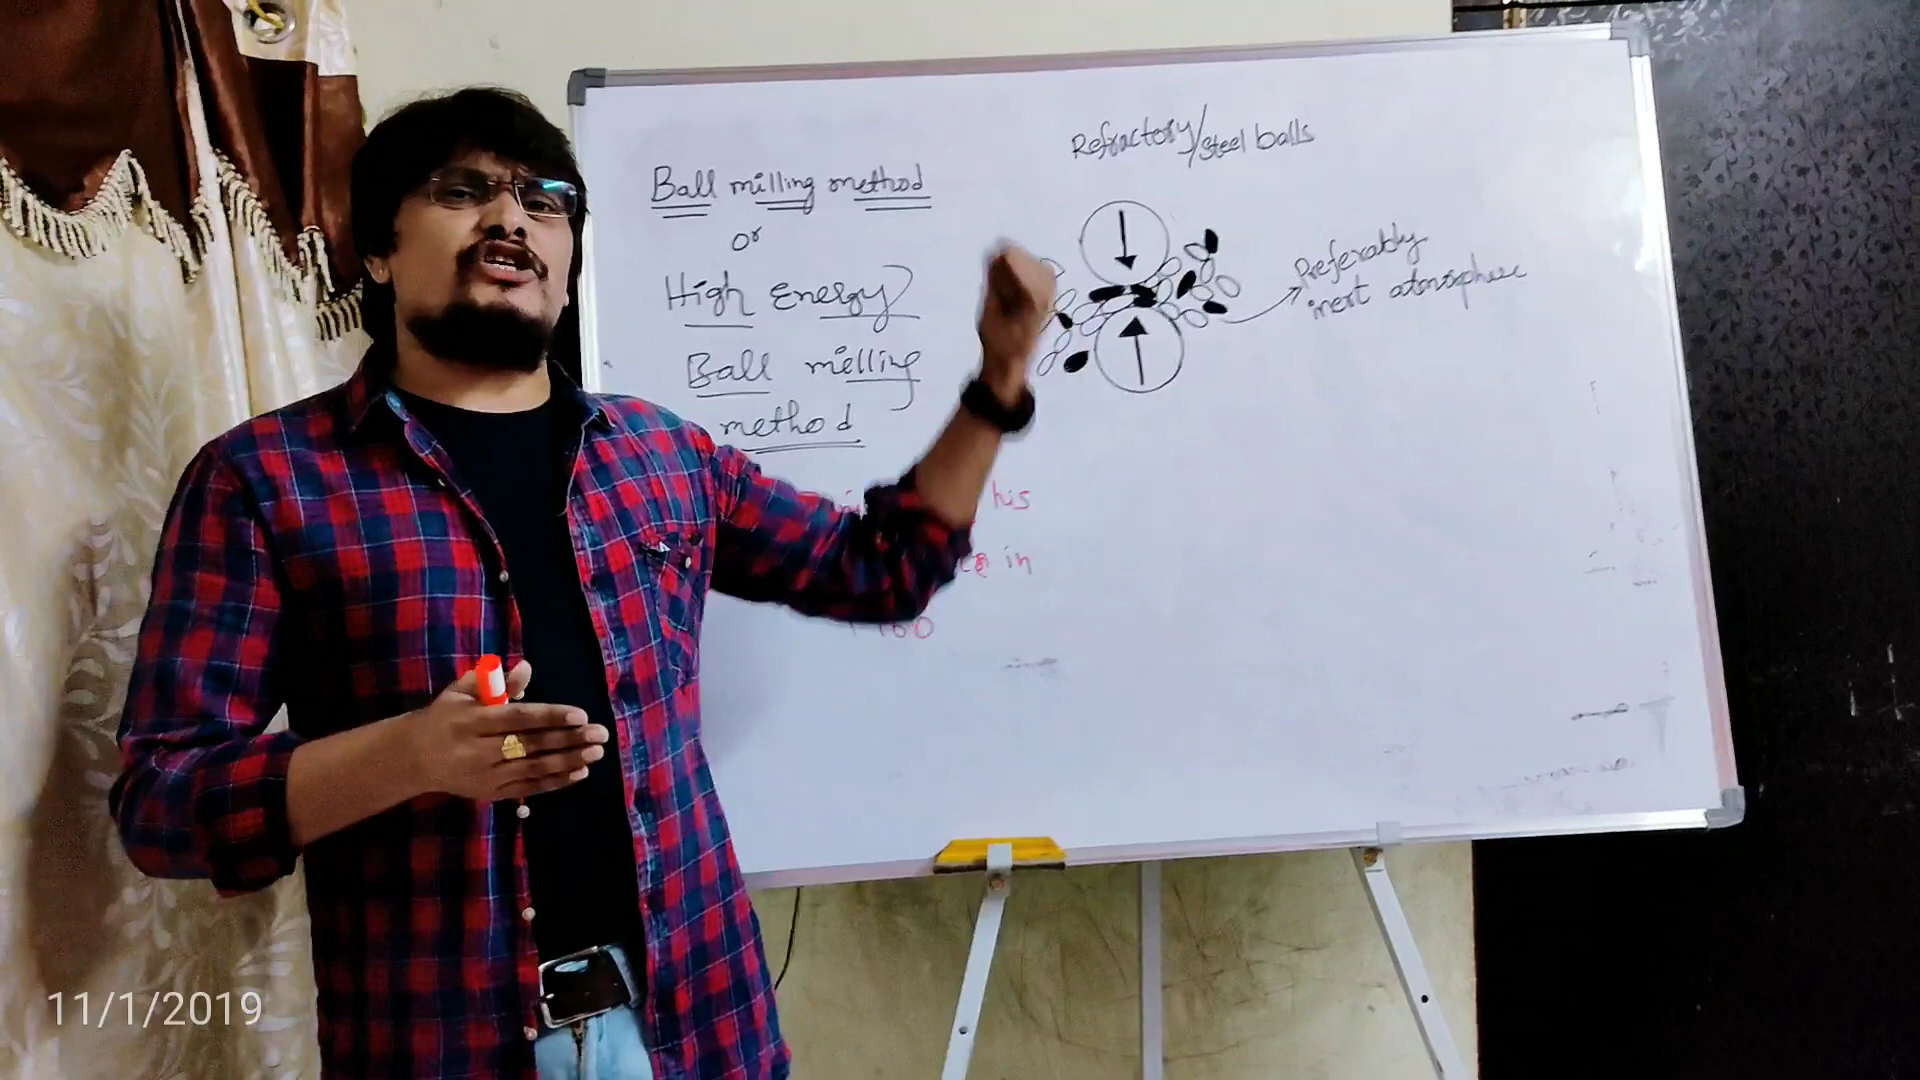 Ball milling method
or
High Energy
Ball melling
method
his
in
Refractory/steel balls
Preferably
inert atmosphere
11/1/2019